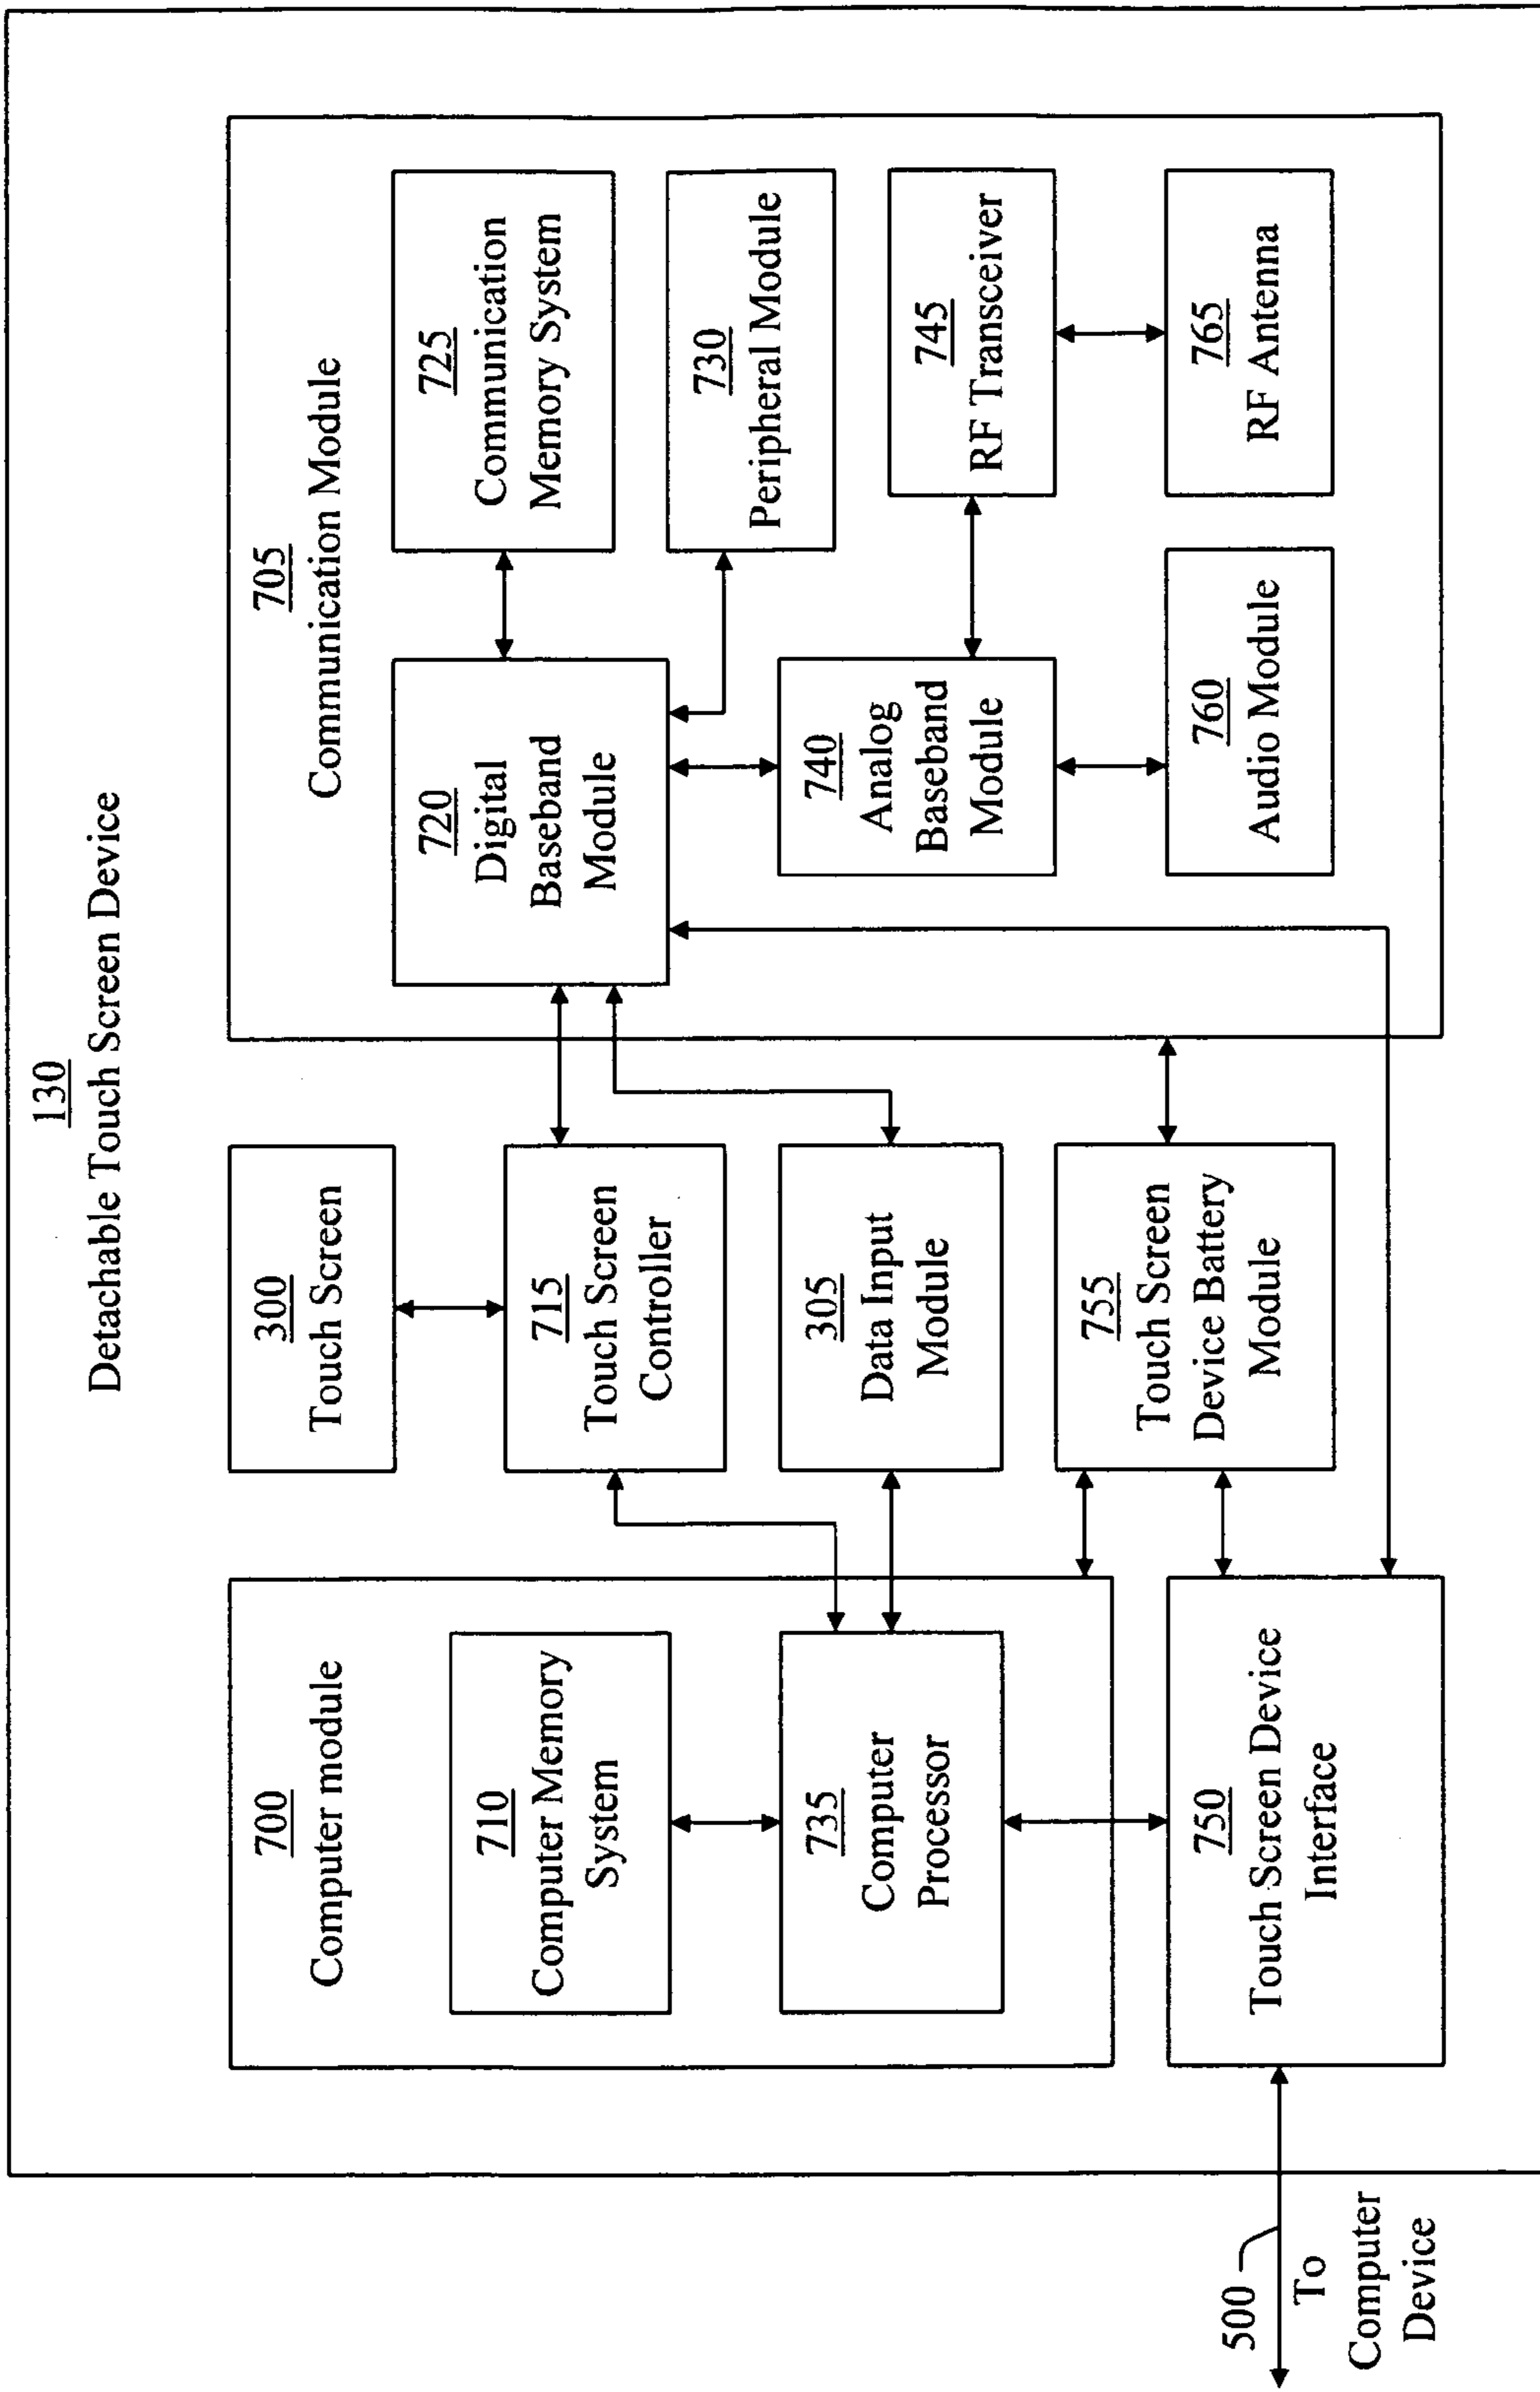 130
Detachable Touch Screen Device
700
Computer module
710
Computer Memory
System
735
Computer
Processor
750
Touch Screen Device
Interface
500
To
Computer
Device
300
Touch Screen
715
Touch Screen
Controller
305
Data Input
Module
755
Touch Screen
Device Battery
Module
705
Communication Module
720
Digital
Baseband
Module
725
Communication
Memory System
730
Peripheral Module
740
Analog
Baseband
Module
745
RF Transceiver
760
Audio Module
765
RF Antenna